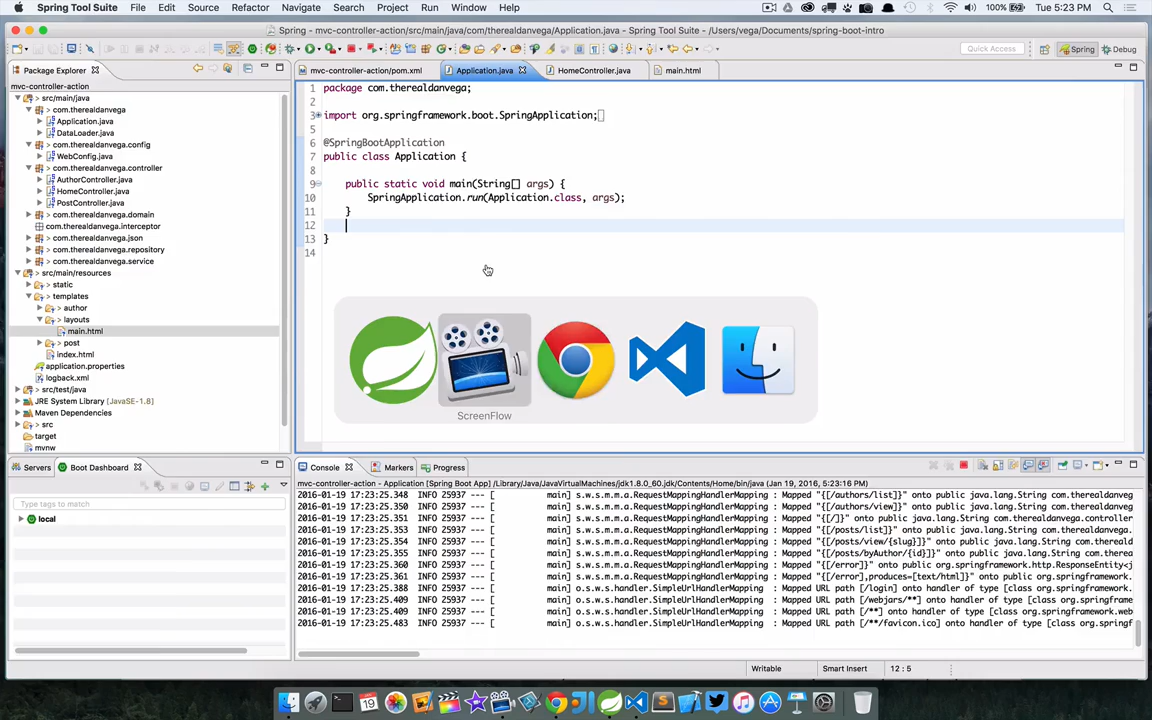 Spring Tool Suite File Edit Source Refactor Navigate Search Project Run Window Help 100% Tue 5:23 PM
Spring - mvc-controller-action/src/main/java/com/therealdanvega/Application.java - Spring Tool Suite - /Users/vega/Documents/spring-boot-intro
Quick Access Spring Debug
Package Explorer
mvc-controller-action
> src/main/java
> com.therealdanvega
Application.java
DataLoader.java
> com.therealdanvega.config
WebConfig.java
> com.therealdanvega.controller
AuthorController.java
HomeController.java
PostController.java
> com.therealdanvega.domain
com.therealdanvega.interceptor
> com.therealdanvega.json
> com.therealdanvega.repository
> com.therealdanvega.service
> src/main/resources
> static
> templates
> author
> layouts
main.html
> post
index.html
application.properties
logback.xml
> src/test/java
JRE System Library [JavaSE-1.8]
Maven Dependencies
> src
target
mvnw
mvc-controller-action/pom.xml Application.java HomeController.java main.html
1 package com.therealdanvega;
2
3 import org.springframework.boot.SpringApplication;
5
6 @SpringBootApplication
7 public class Application {
8
9 public static void main(String[] args) {
10 SpringApplication.run(Application.class, args);
11 }
12
13 }
14
ScreenFlow
Servers Boot Dashboard
Type tags to match
local
Console Markers Progress
mvc-controller-action - Application [Spring Boot App] /Library/Java/JavaVirtualMachines/jdk1.8.0_60.jdk/Contents/Home/bin/java (Jan 19, 2016, 5:23:16 PM)
2016-01-19 17:23:25.348 INFO 25937 --- [ main] s.w.s.m.m.a.RequestMappingHandlerMapping : Mapped "{[/authors/list]}" onto public java.lang.String com.therealdanveg
2016-01-19 17:23:25.350 INFO 25937 --- [ main] s.w.s.m.m.a.RequestMappingHandlerMapping : Mapped "{[/authors/view]}" onto public java.lang.String com.therealdanveg
2016-01-19 17:23:25.351 INFO 25937 --- [ main] s.w.s.m.m.a.RequestMappingHandlerMapping : Mapped "{[/]}" onto public java.lang.String com.therealdanvega.controller
2016-01-19 17:23:25.353 INFO 25937 --- [ main] s.w.s.m.m.a.RequestMappingHandlerMapping : Mapped "{[/posts/list]}" onto public java.lang.String com.therealdanvega.
2016-01-19 17:23:25.354 INFO 25937 --- [ main] s.w.s.m.m.a.RequestMappingHandlerMapping : Mapped "{[/posts/view/{slug}]}" onto public java.lang.String com.thereald
2016-01-19 17:23:25.355 INFO 25937 --- [ main] s.w.s.m.m.a.RequestMappingHandlerMapping : Mapped "{[/posts/byAuthor/{id}]}" onto public java.lang.String com.therea
2016-01-19 17:23:25.360 INFO 25937 --- [ main] s.w.s.m.m.a.RequestMappingHandlerMapping : Mapped "{[/error]}" onto public org.springframework.http.ResponseEntity<j
2016-01-19 17:23:25.361 INFO 25937 --- [ main] s.w.s.m.m.a.RequestMappingHandlerMapping : Mapped "{[/error],produces=[text/html]}" onto public org.springframework.
2016-01-19 17:23:25.388 INFO 25937 --- [ main] o.s.w.s.handler.SimpleUrlHandlerMapping : Mapped URL path [/login] onto handler of type [class org.springframework.
2016-01-19 17:23:25.409 INFO 25937 --- [ main] o.s.w.s.handler.SimpleUrlHandlerMapping : Mapped URL path [/webjars/**] onto handler of type [class org.springframe
2016-01-19 17:23:25.409 INFO 25937 --- [ main] o.s.w.s.handler.SimpleUrlHandlerMapping : Mapped URL path [/**] onto handler of type [class org.springframework.web
2016-01-19 17:23:25.483 INFO 25937 --- [ main] o.s.w.s.handler.SimpleUrlHandlerMapping : Mapped URL path [/**/favicon.ico] onto handler of type [class org.springf
Writable Smart Insert 12 : 5
19